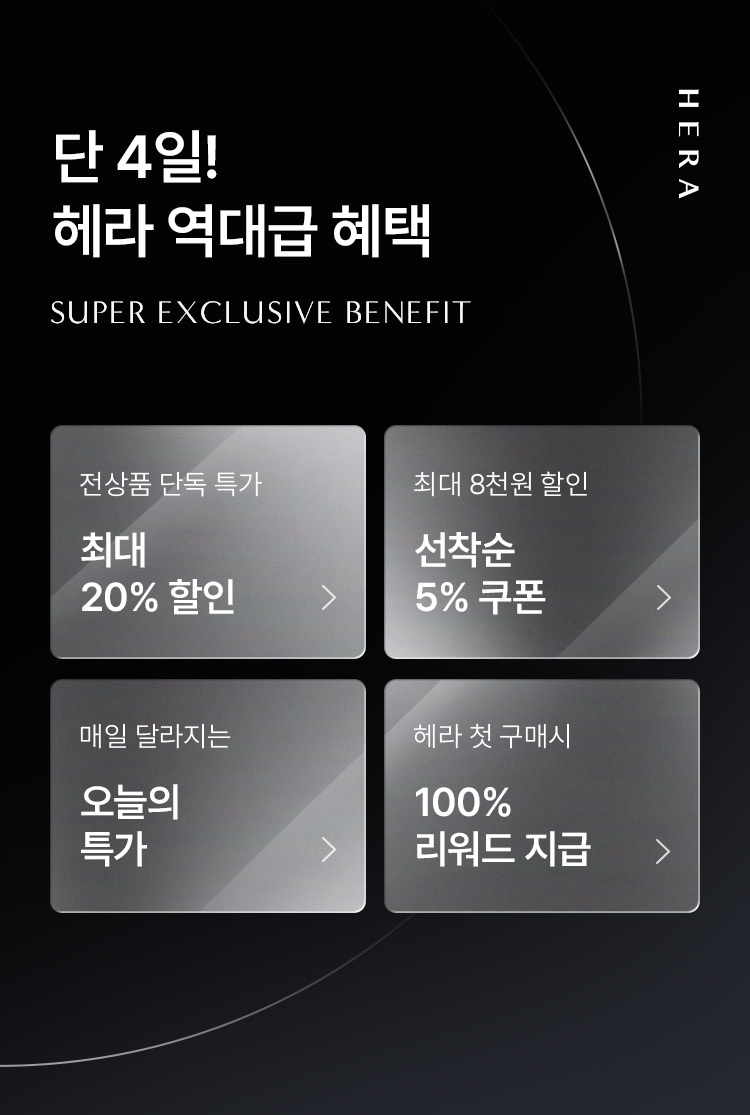 HERA
단 4일!
헤라 역대급 혜택
SUPER EXCLUSIVE BENEFIT
전상품 단독 특가
최대
20% 할인
최대 8천원 할인
선착순
5% 쿠폰
매일 달라지는
오늘의
특가
헤라 첫 구매시
100%
리워드 지급